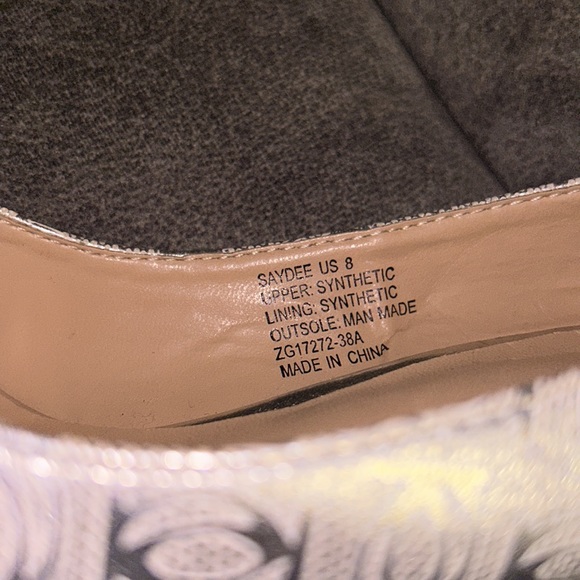 SAYDEE US 8
UPPER: SYNTHETIC
LINING: SYNTHETIC
OUTSOLE: MAN MADE
ZG17272-38A
MADE IN CHINA